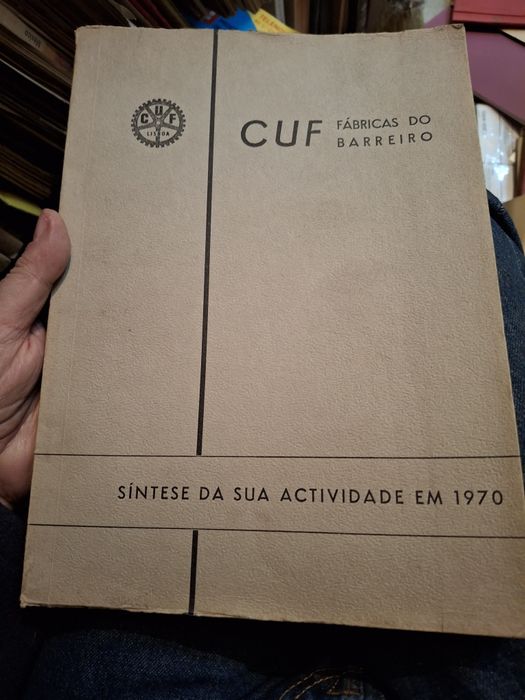 CUF
LISBOA
CUF FÁBRICAS DO
BARREIRO
SÍNTESE DA SUA ACTIVIDADE EM 1970